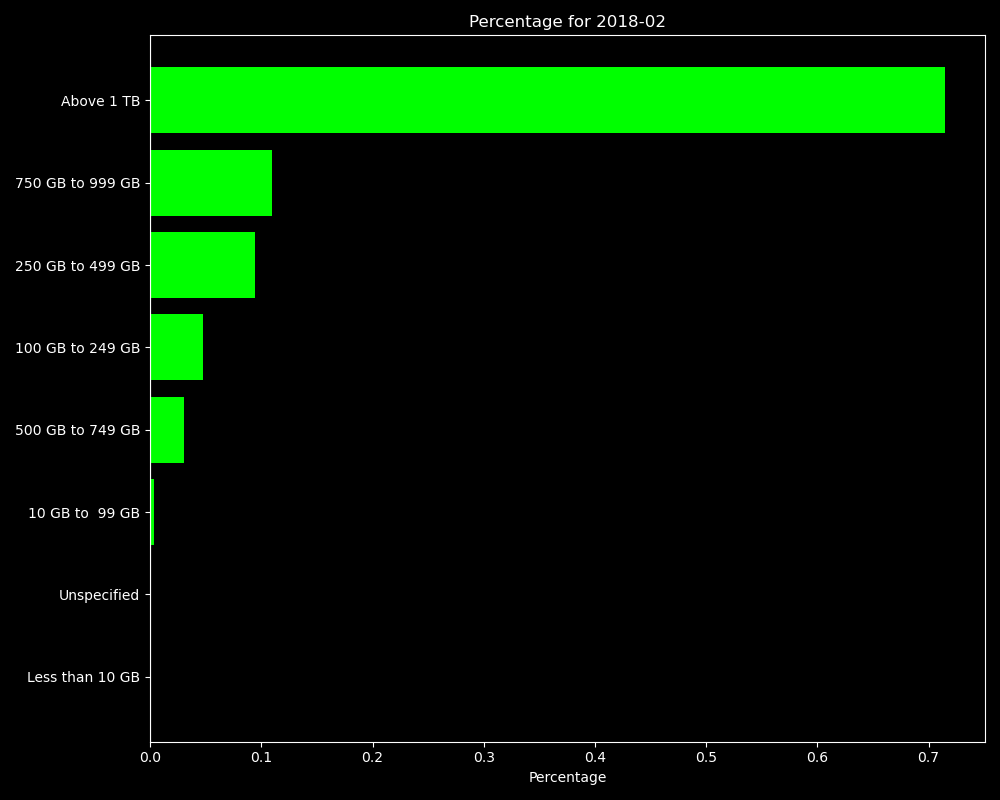 Percentage for 2018-02
Above 1 TB
750 GB to 999 GB
250 GB to 499 GB
100 GB to 249 GB
500 GB to 749 GB
10 GB to  99 GB
Unspecified
Less than 10 GB
0.0 0.1 0.2 0.3 0.4 0.5 0.6 0.7
Percentage